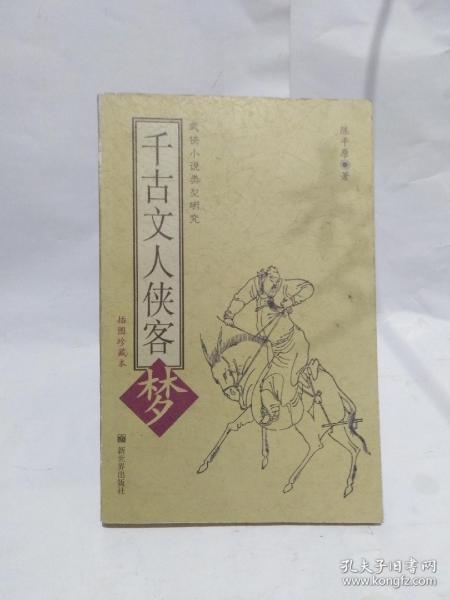 千古文人侠客梦
武侠小说类型研究
陈平原 著
插图珍藏本
新世界出版社
孔夫子旧书网
www.kongfz.com